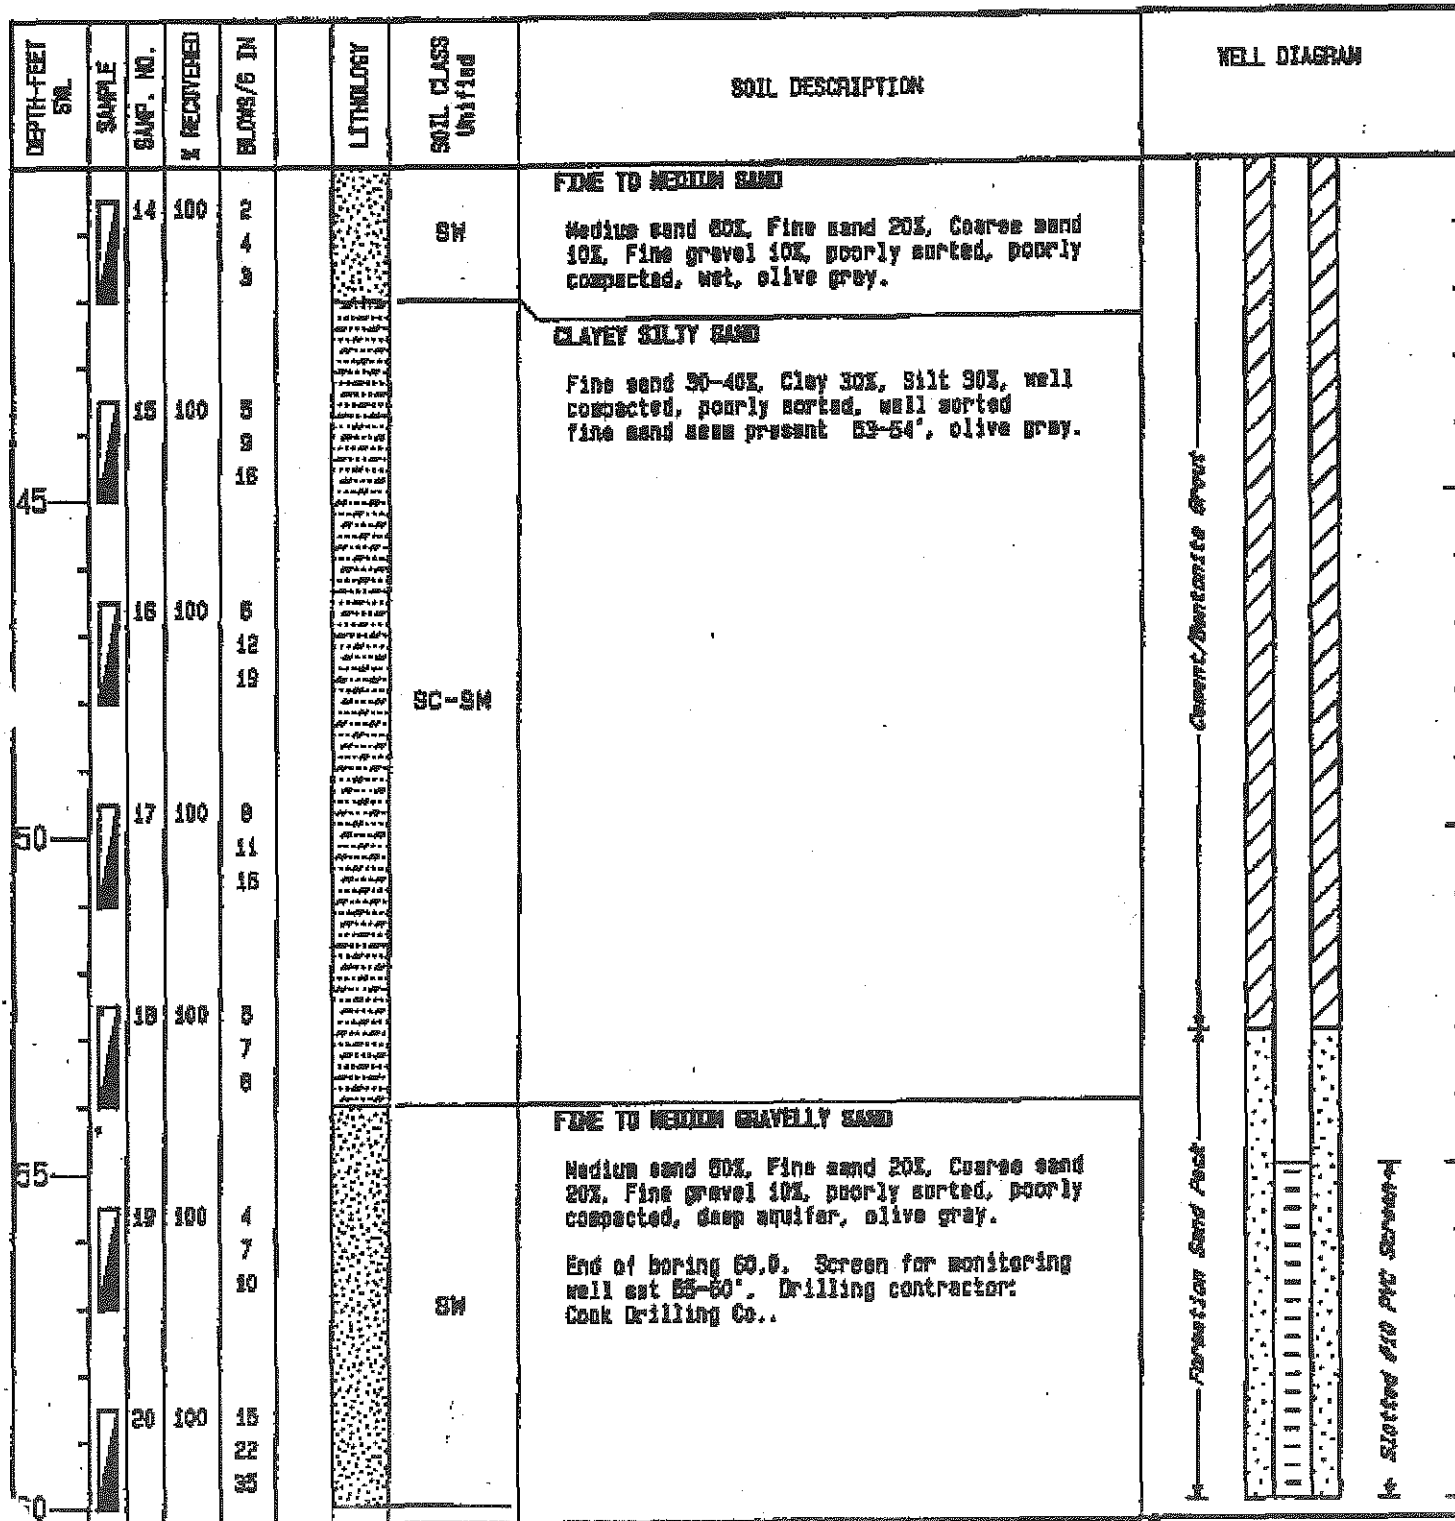 DEPTH-FEET
SAMPLE
SAMP. NO.
% RECOVERED
BLOWS/6 IN
LITHOLOGY
SOIL CLASS
Unified
SOIL DESCRIPTION
WELL DIAGRAM
14 100 2
4
3
SW
FINE TO MEDIUM SAND
Medium sand 60%, Fine sand 20%, Coarse sand
10%, Fine gravel 10%, poorly sorted, poorly
compacted, wet, olive gray.
CLAYEY SILTY SAND
Fine sand 30-40%, Clay 30%, Silt 30%, well
compacted, poorly sorted, well sorted
fine sand seam present 53-54', olive gray.
15 100 5
9
16
45
16 100 6
12
19
SC-SM
17 100
11
16
50
18 100 5
7
8
Cement/Bentonite Grout
FINE TO MEDIUM GRAVELLY SAND
Medium sand 50%, Fine sand 20%, Coarse sand
20%, Fine gravel 10%, poorly sorted, poorly
compacted, deep aquifer, olive gray.
End of boring 60.0. Screen for monitoring
well set 55-60'. Drilling contractor:
Cook Drilling Co..
55
19 100 4
7
10
SW
20 100 15
22
60
Formation Sand Pack
Slotted #10 PVC Screen